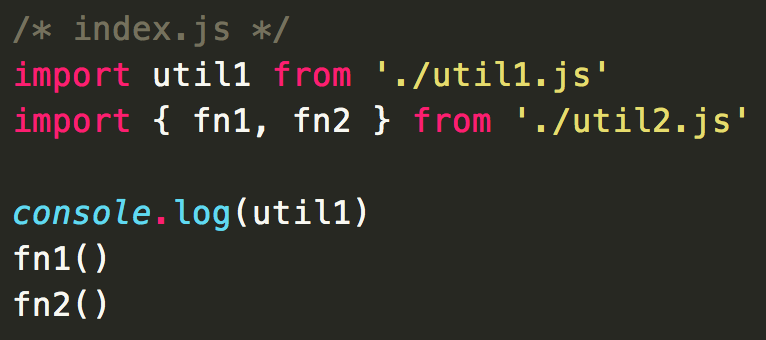 /* index.js */
import util1 from './util1.js'
import { fn1, fn2 } from './util2.js'
console.log(util1)
fn1()
fn2()